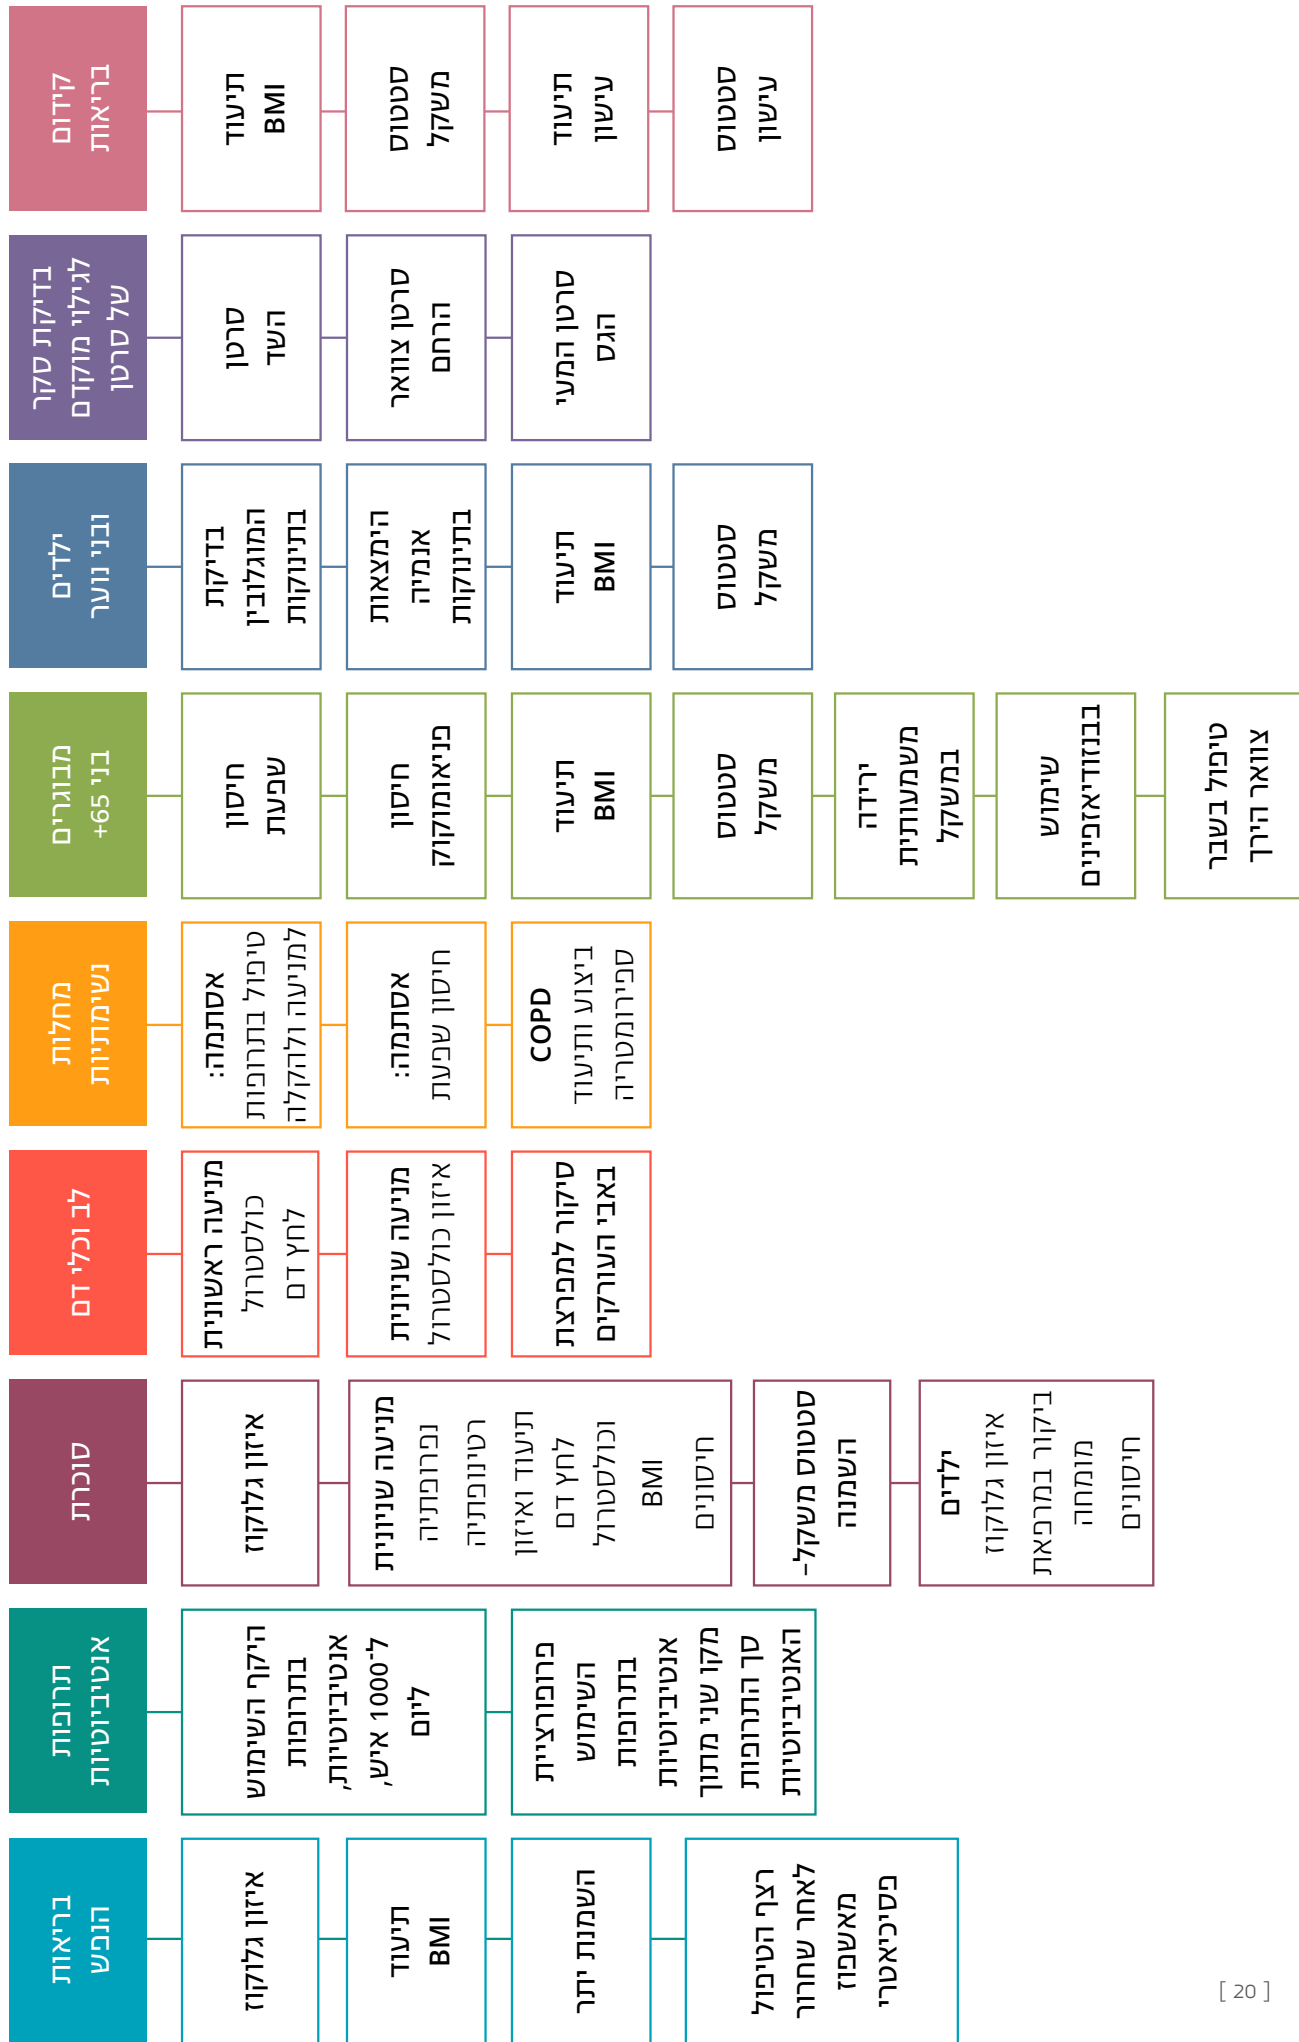 קידום
בריאות
תיעוד
BMI
סטטוס
משקל
תיעוד
עישון
סטטוס
עישון
בדיקת סקר
לגילוי מוקדם
של סרטן
סרטן
השד
סרטן צוואר
הרחם
סרטן המעי
הגס
ילדים
ובני נוער
בדיקת
המוגלובין
בתינוקות
הימצאות
אנמיה
בתינוקות
תיעוד
BMI
סטטוס
משקל
מבוגרים
בני 65+
חיסון
שפעת
חיסון
פניאומוקוק
תיעוד
BMI
סטטוס
משקל
ירידה
משמעותית
במשקל
שימוש
בבנזודיאזפינים
טיפול בשבר
צוואר הירך
מחלות
נשימתיות
אסתמה:
טיפול בתרופות
למניעה ולהקלה
אסתמה:
חיסון שפעת
COPD
ביצוע ותיעוד
ספירומטריה
לב וכלי דם
מניעה ראשונית
כולסטרול
לחץ דם
מניעה שניונית
איזון כולסטרול
סיקור למפרצת
באבי העורקים
סוכרת
איזון גלוקוז
מניעה שניונית
נפרופתיה
רטינופתיה
תיעוד ואיזון
לחץ דם
וכולסטרול
BMI
חיסונים
סטטוס משקל–
השמנה
ילדים
איזון גלוקוז
ביקור במרפאת
מומחה
חיסונים
תרופות
אנטיביוטיות
היקף השימוש
בתרופות
אנטיביוטיות,
ל־1000 איש,
ליום
פרופורציית
השימוש
בתרופות
אנטיביוטיות
מקו שני מתוך
סך התרופות
האנטיביוטיות
בריאות
הנפש
איזון גלוקוז
תיעוד
BMI
השמנת יתר
רצף הטיפול
לאחר שחרור
מאשפוז
פסיכיאטרי
[ 20 ]